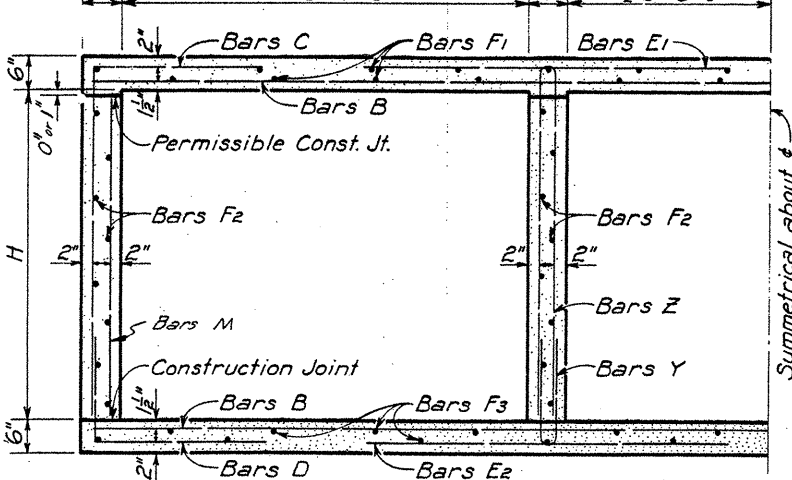 2"
Bars C
Bars F1
Bars E1
6"
1½"
Bars B
0" or 1"
Permissible Const. Jt.
Bars F2
Bars F2
2"
2"
2"
2"
H
Bars Z
Bars M
Construction Joint
Bars Y
1½"
Bars B
Bars F3
6"
2"
Bars D
Bars E2
Symmetrical about ℄